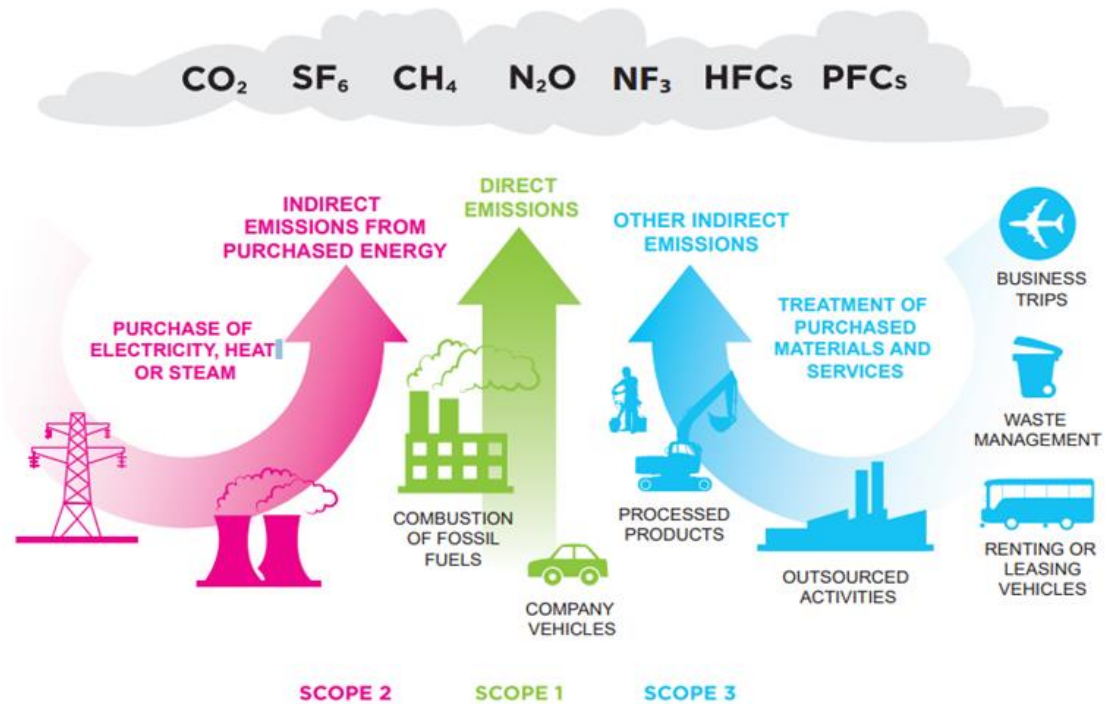 CO₂ SF₆ CH₄ N₂O NF₃ HFCs PFCs
INDIRECT
EMISSIONS FROM
PURCHASED ENERGY
DIRECT
EMISSIONS
OTHER INDIRECT
EMISSIONS
PURCHASE OF
ELECTRICITY, HEAT
OR STEAM
TREATMENT OF
PURCHASED
MATERIALS AND
SERVICES
BUSINESS
TRIPS
WASTE
MANAGEMENT
COMBUSTION
OF FOSSIL
FUELS
PROCESSED
PRODUCTS
RENTING OR
LEASING
VEHICLES
OUTSOURCED
ACTIVITIES
COMPANY
VEHICLES
SCOPE 2 SCOPE 1 SCOPE 3